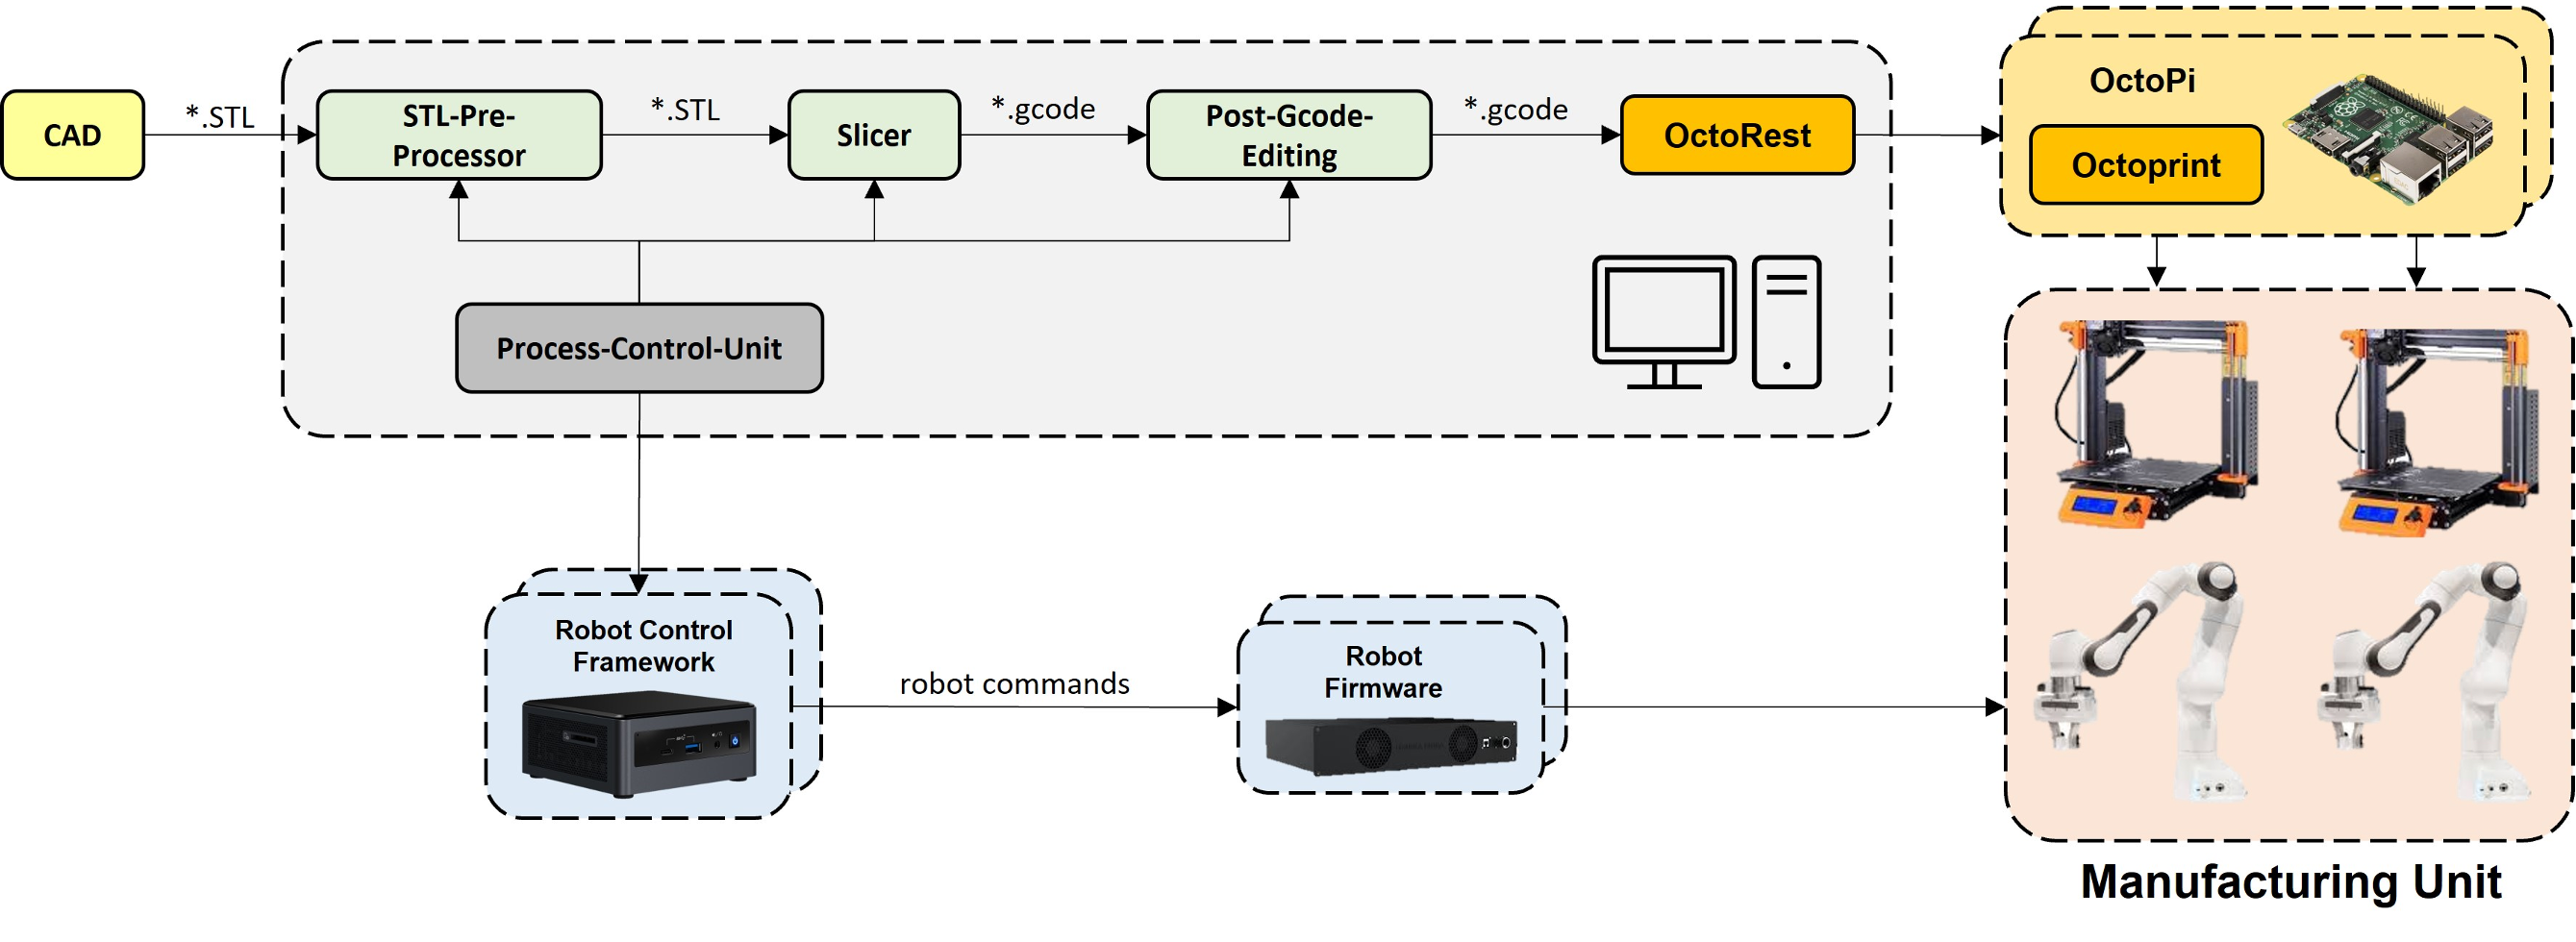 CAD
*.STL
STL-Pre-
Processor
*.STL
Slicer
*.gcode
Post-Gcode-
Editing
*.gcode
OctoRest
OctoPi
Octoprint
Process-Control-Unit
Robot Control
Framework
robot commands
Robot
Firmware
Manufacturing Unit